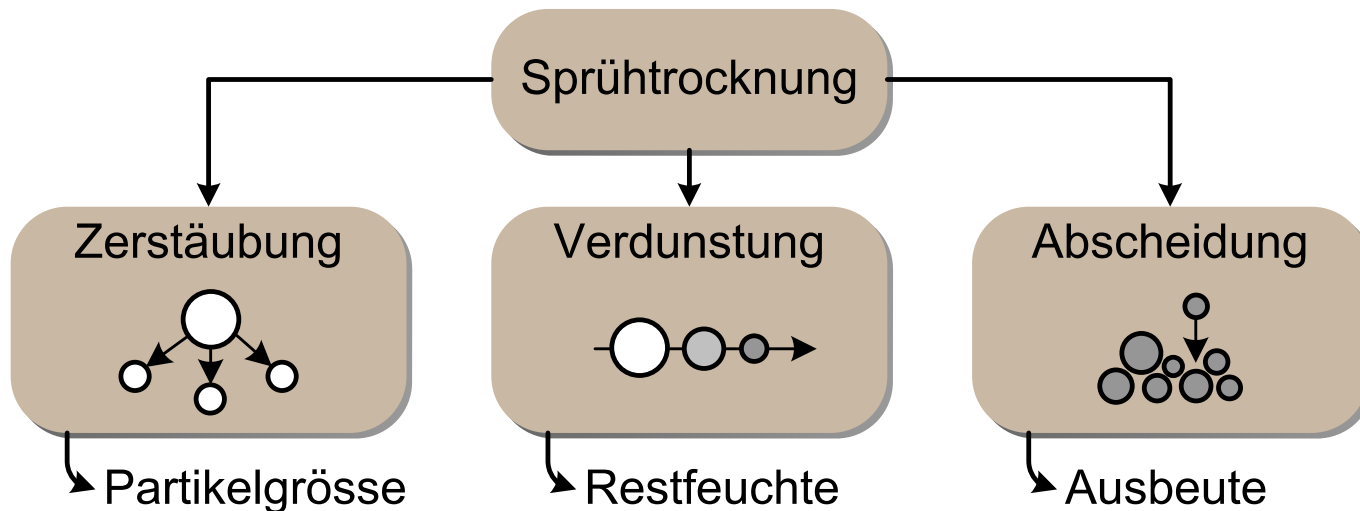 Sprühtrocknung
Zerstäubung
Verdunstung
Abscheidung
Partikelgrösse
Restfeuchte
Ausbeute